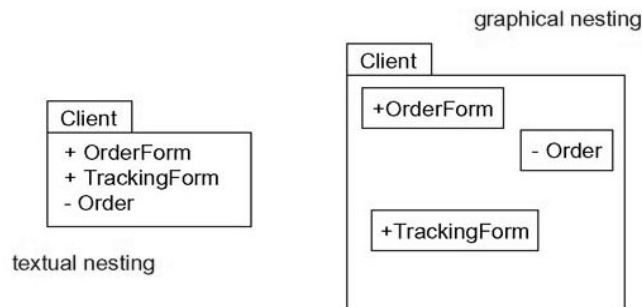 graphical nesting
Client
+ OrderForm
+ TrackingForm
- Order
textual nesting
Client
+OrderForm
- Order
+TrackingForm